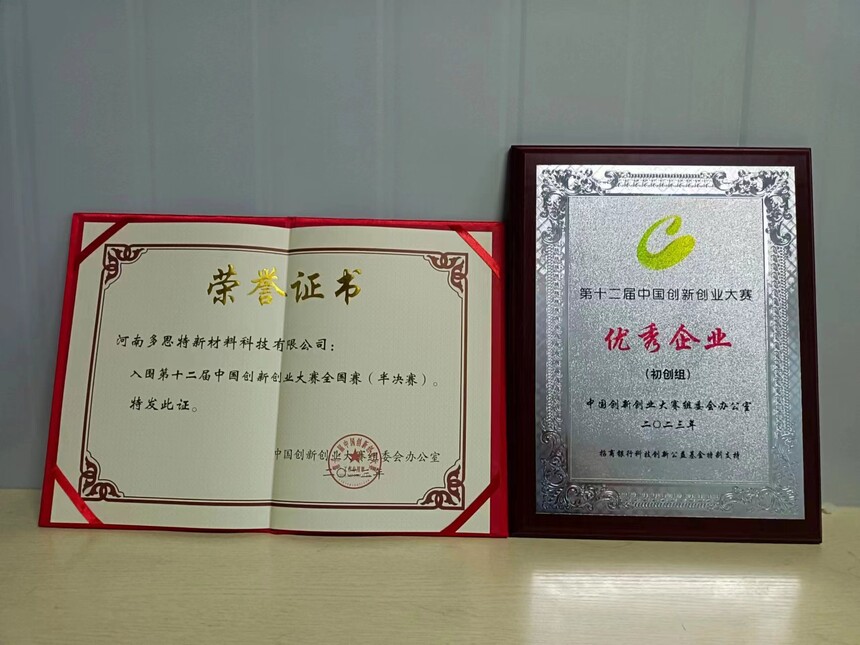 荣誉证书
河南多思特新材料科技有限公司：
入围第十二届中国创新创业大赛全国赛（半决赛）。
特发此证。
中国创新创业大赛组委会办公室
二〇二三年
第十二届中国创新创业大赛
优秀企业
（初创组）
中国创新创业大赛组委会办公室
二〇二三年
招商银行科技创新公益基金特别支持